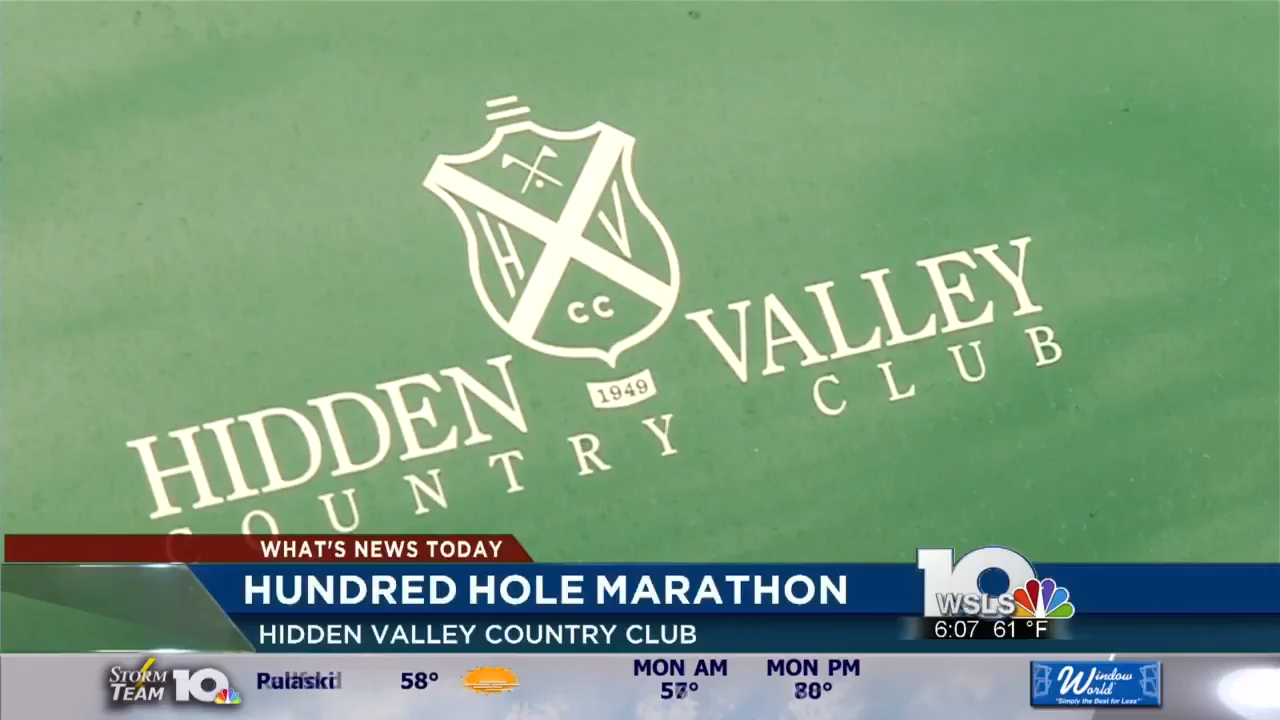 H V
CC
HIDDEN VALLEY
1949
COUNTRY CLUB
WHAT'S NEWS TODAY
HUNDRED HOLE MARATHON
HIDDEN VALLEY COUNTRY CLUB
10
WSLS
6:07 61 °F
STORM TEAM 10
58°
MON AM
MON PM
80°
Window World
"Simply the Best for Less"